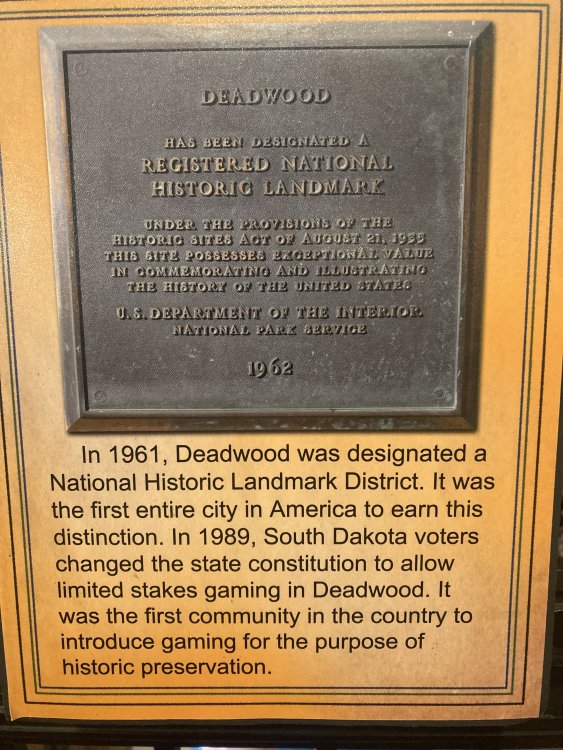 DEADWOOD
HAS BEEN DESIGNATED A
REGISTERED NATIONAL
HISTORIC LANDMARK
UNDER THE PROVISIONS OF THE
HISTORIC SITES ACT OF AUGUST 21, 1935
THIS SITE POSSESSES EXCEPTIONAL VALUE
IN COMMEMORATING AND ILLUSTRATING
THE HISTORY OF THE UNITED STATES
U.S. DEPARTMENT OF THE INTERIOR
NATIONAL PARK SERVICE
1962
In 1961, Deadwood was designated a
National Historic Landmark District. It was
the first entire city in America to earn this
distinction. In 1989, South Dakota voters
changed the state constitution to allow
limited stakes gaming in Deadwood. It
was the first community in the country to
introduce gaming for the purpose of
historic preservation.